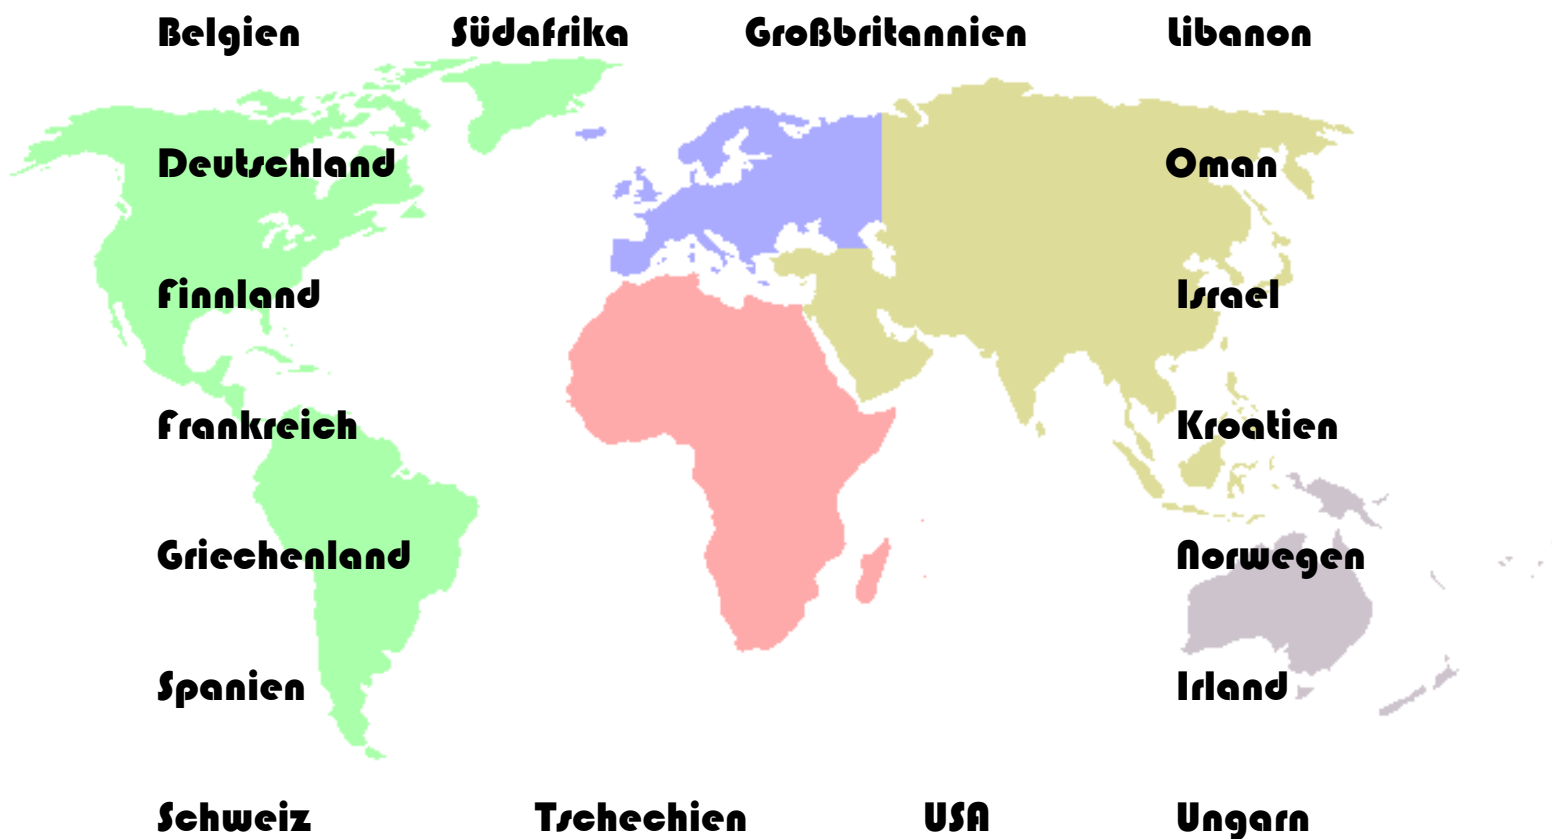 Belgien Südafrika Großbritannien Libanon
Deutschland Oman
Finnland Israel
Frankreich Kroatien
Griechenland Norwegen
Spanien Irland
Schweiz Tschechien USA Ungarn